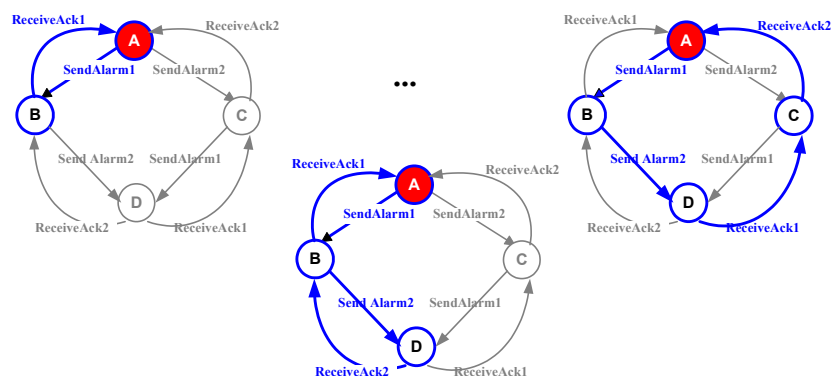 ReceiveAck1
A
ReceiveAck2
SendAlarm1
SendAlarm2
B
C
Send Alarm2
SendAlarm1
D
ReceiveAck2
ReceiveAck1
...
ReceiveAck1
A
ReceiveAck2
SendAlarm1
SendAlarm2
B
C
Send Alarm2
SendAlarm1
D
ReceiveAck2
ReceiveAck1
ReceiveAck1
A
ReceiveAck2
SendAlarm1
SendAlarm2
B
C
Send Alarm2
SendAlarm1
D
ReceiveAck2
ReceiveAck1